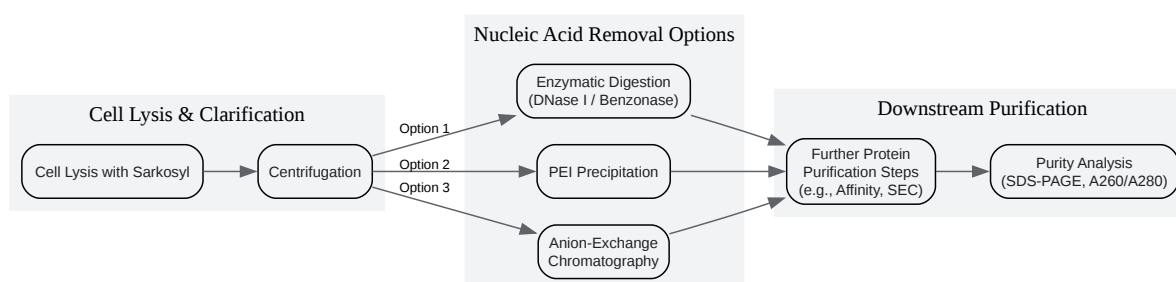 Cell Lysis & Clarification
Cell Lysis with Sarkosyl
Centrifugation
Option 1
Option 2
Option 3
Nucleic Acid Removal Options
Enzymatic Digestion
(DNase I / Benzonase)
PEI Precipitation
Anion-Exchange
Chromatography
Downstream Purification
Further Protein
Purification Steps
(e.g., Affinity, SEC)
Purity Analysis
(SDS-PAGE, A260/A280)